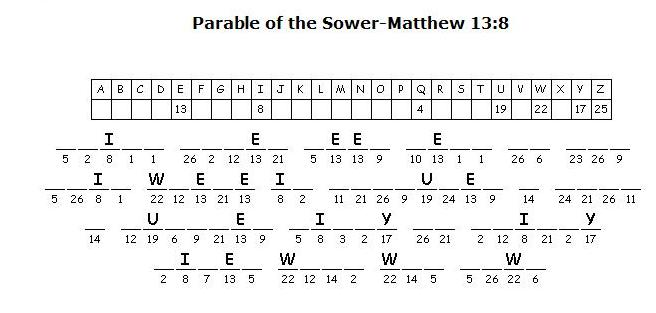 Parable of the Sower-Matthew 13:8
A B C D E F G H I J K L M N O P Q R S T U V W X Y Z
13 8 4 19 22 17 25
I E E E E
5 2 8 1 1 26 2 12 13 21 5 13 13 9 10 13 1 1 26 6 23 26 9
I W E E I U E
5 26 8 1 22 12 13 21 13 8 2 11 21 26 9 19 24 13 9 14 24 21 26 11
U E I Y I Y
14 12 19 6 9 21 13 9 5 8 3 2 17 26 21 2 12 8 21 2 17
I E W W W
2 8 7 13 5 22 12 14 2 22 14 5 5 26 22 6